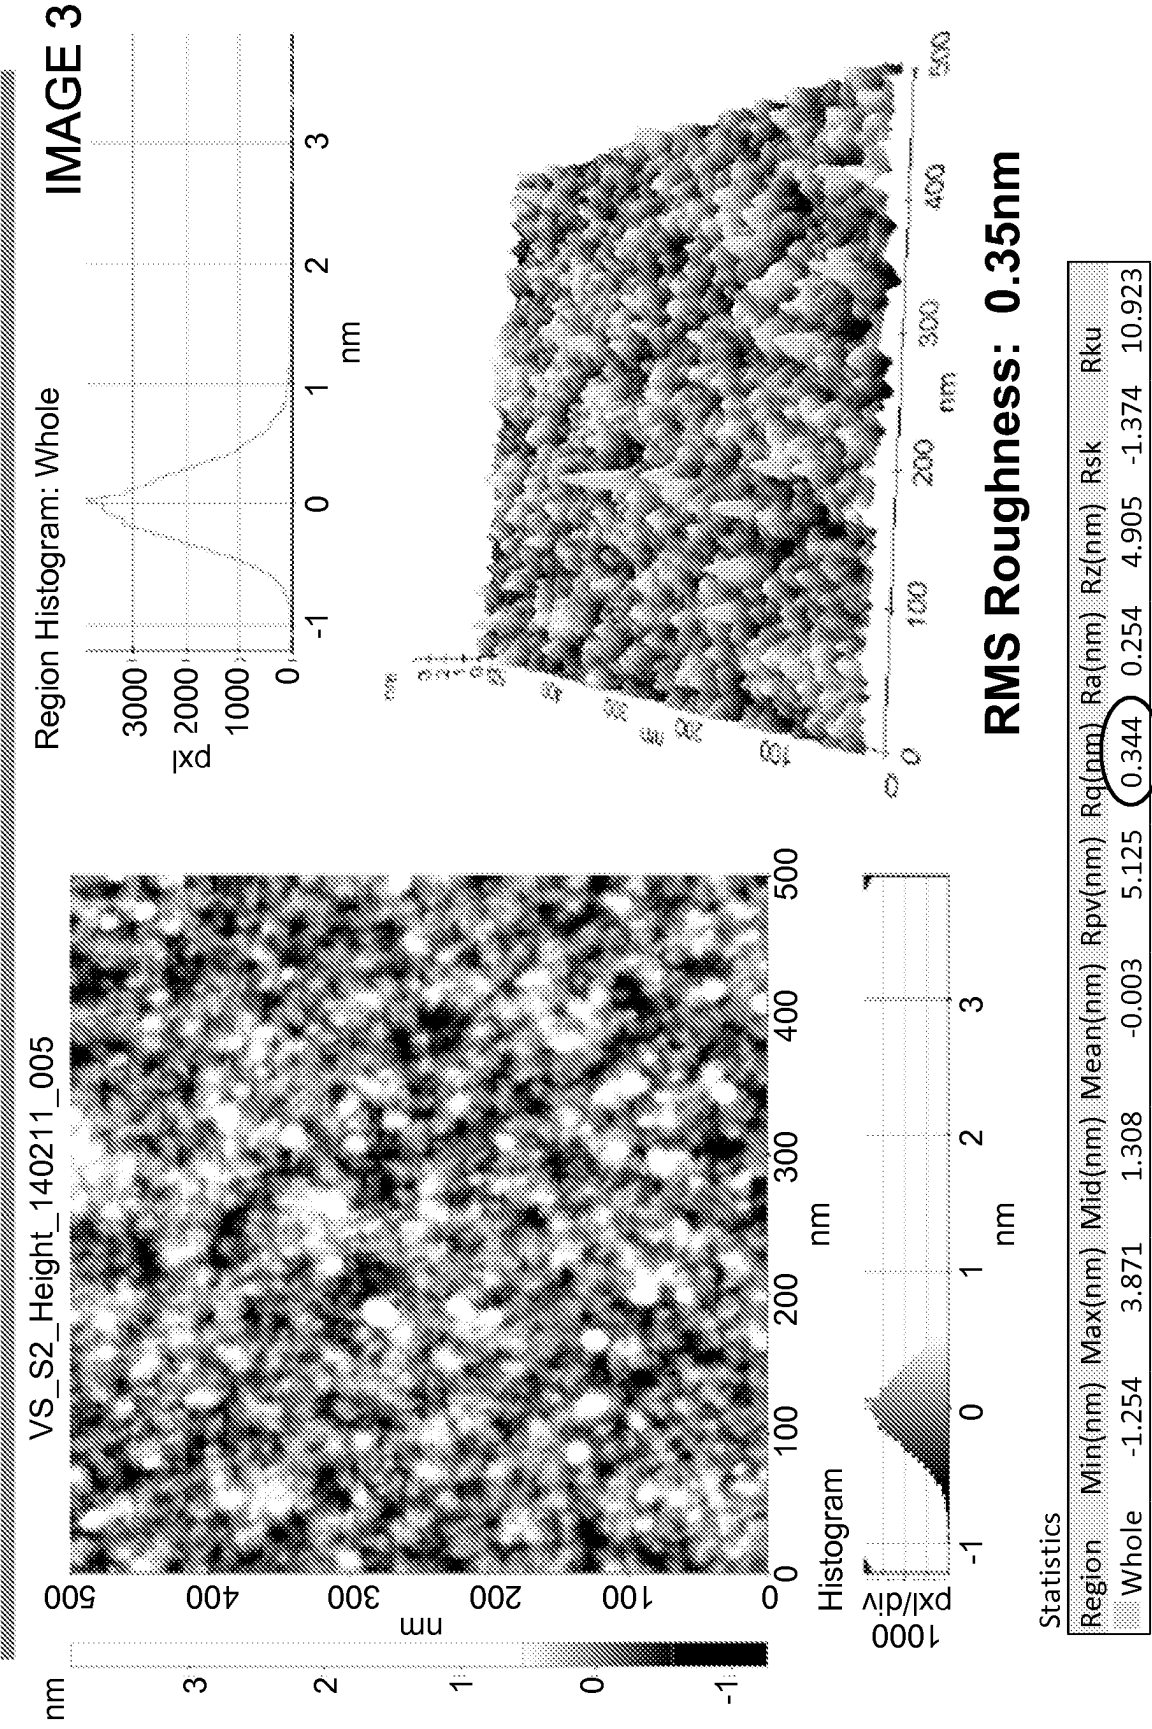 IMAGE 3
VS_S2_Height_140211_005
nm
3
2
1
0
-1
500
400
300
200
100
0
nm
0
100
200
300
400
500
nm
Region Histogram: Whole
3000
2000
1000
0
pxl
-1
0
1
2
3
nm
Histogram
1000
pxl/div
-1
0
1
2
3
nm
100
200
300
400
500
nm
0
0
100
200
RMS Roughness: 0.35nm
Statistics
Region Min(nm) Max(nm) Mid(nm) Mean(nm) Rpv(nm) Rq(nm) Ra(nm) Rz(nm) Rsk Rku
Whole -1.254 3.871 1.308 -0.003 5.125 0.344 0.254 4.905 -1.374 10.923